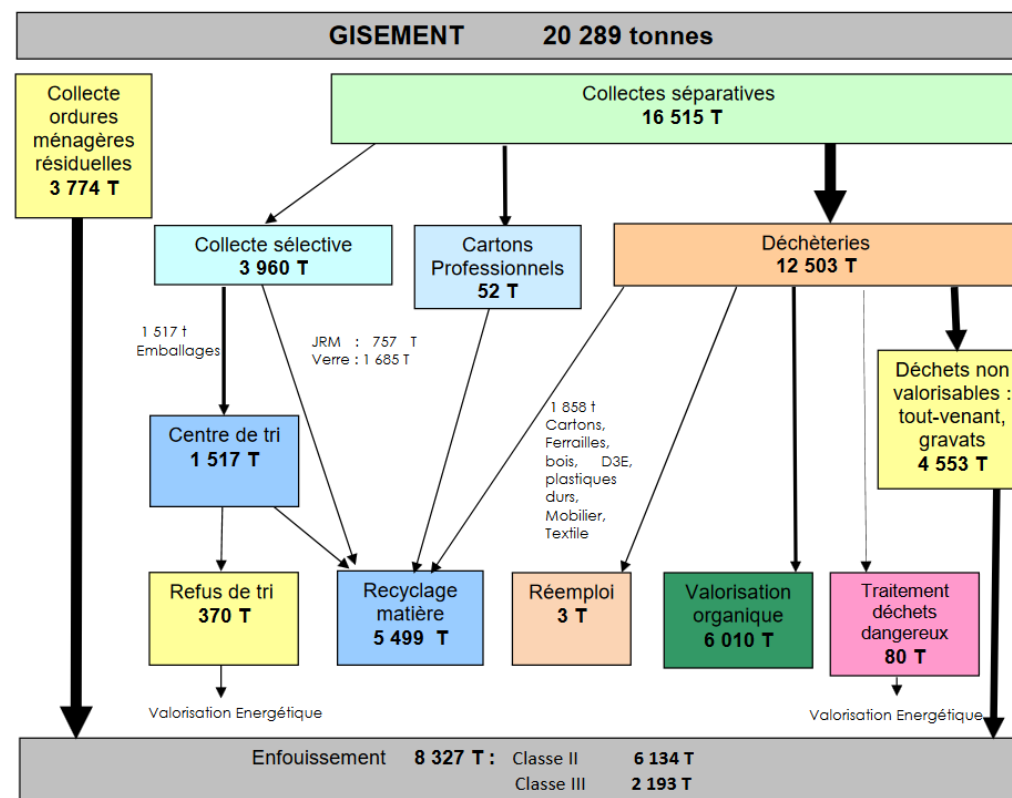 GISEMENT 20 289 tonnes
Collecte
ordures
ménagères
résiduelles
3 774 T
Collectes séparatives
16 515 T
Collecte sélective
3 960 T
Cartons
Professionnels
52 T
Déchèteries
12 503 T
1 517 t
Emballages
JRM : 757 T
Verre : 1 685 T
Déchets non
valorisables :
tout-venant,
gravats
4 553 T
Centre de tri
1 517 T
1 858 t
Cartons,
Ferrailles,
bois, D3E,
plastiques
durs,
Mobilier,
Textile
Refus de tri
370 T
Recyclage
matière
5 499 T
Réemploi
3 T
Valorisation
organique
6 010 T
Traitement
déchets
dangereux
80 T
Valorisation Energétique
Valorisation Energétique
Enfouissement 8 327 T : Classe II 6 134 T
Classe III 2 193 T